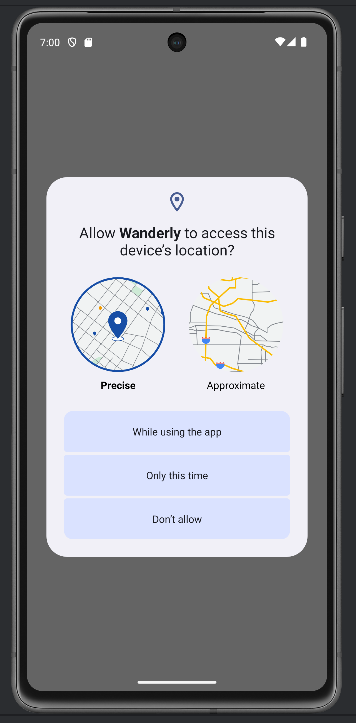 7:00
Allow Wanderly to access this
device’s location?
Precise
Approximate
While using the app
Only this time
Don’t allow